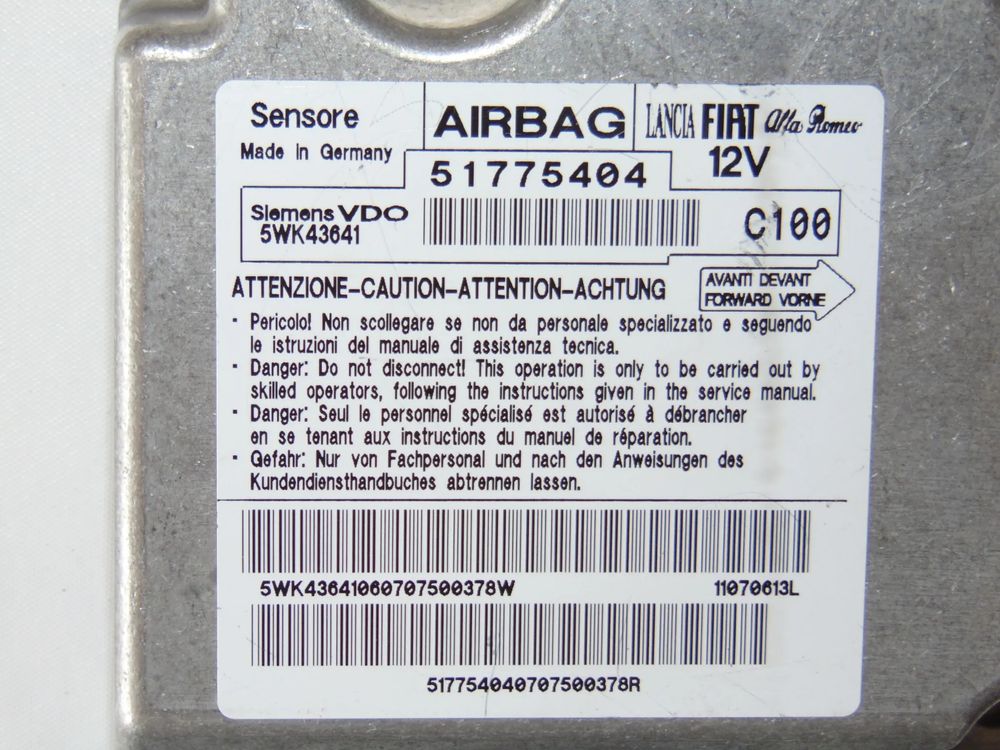 Sensore
AIRBAG
LANCIA FIAT Alfa Romeo
Made in Germany
51775404
12V
Siemens VDO
5WK43641
C100
ATTENZIONE-CAUTION-ATTENTION-ACHTUNG
AVANTI DEVANT
FORWARD VORNE
· Pericolo! Non scollegare se non da personale specializzato e seguendo
le istruzioni del manuale di assistenza tecnica.
· Danger: Do not disconnect! This operation is only to be carried out by
skilled operators, following the instructions given in the service manual.
· Danger: Seul le personnel spécialisé est autorisé à débrancher
en se tenant aux instructions du manuel de réparation.
· Gefahr: Nur von Fachpersonal und nach den Anweisungen des
Kundendiensthandbuches abtrennen lassen.
5WK43641060707500378W
11070613L
517754040707500378R